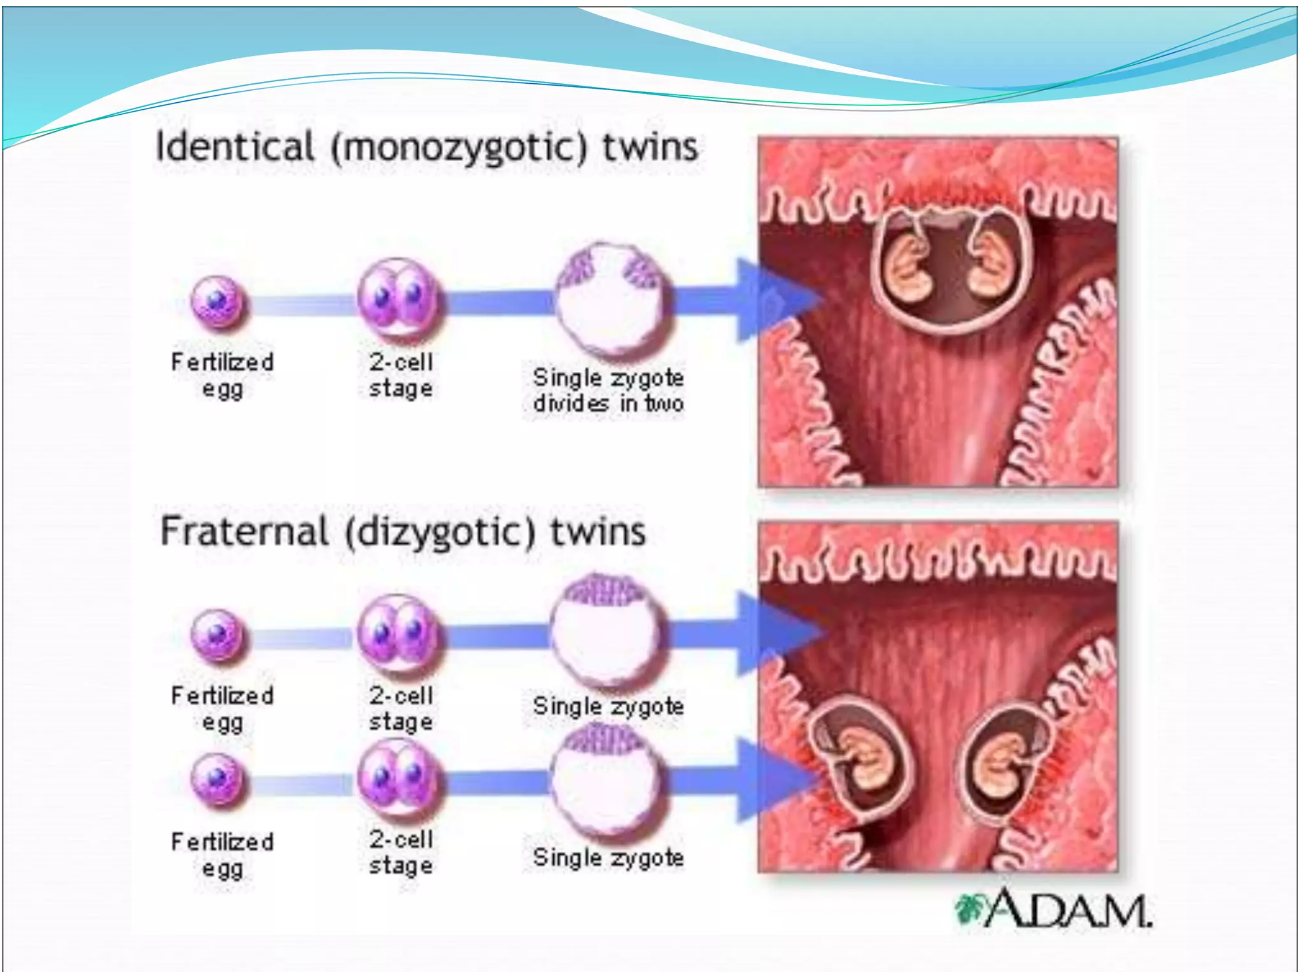 Identical (monozygotic) twins
Fertilized
egg
2-cell
stage
Single zygote
divides in two
Fraternal (dizygotic) twins
Fertilized
egg
2-cell
stage
Single zygote
Fertilized
egg
2-cell
stage
Single zygote
A.D.A.M.